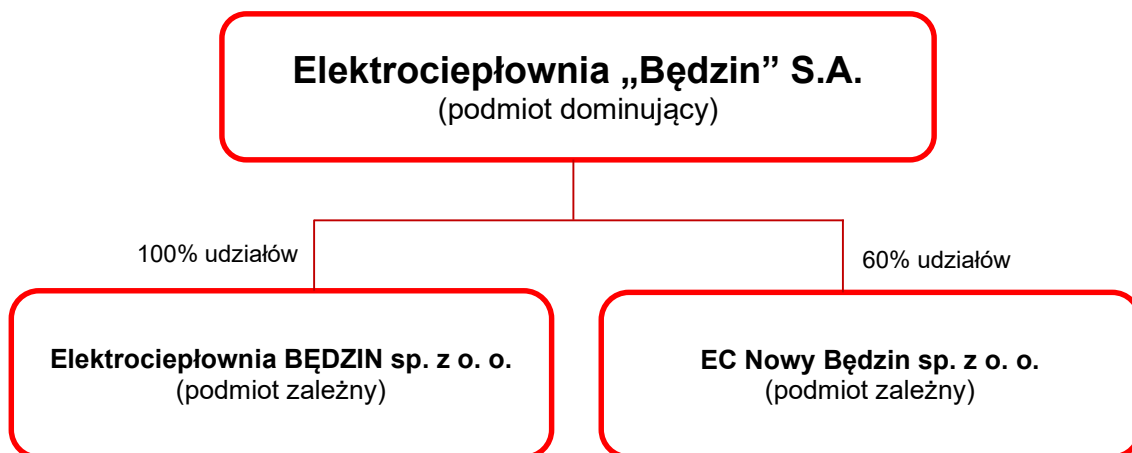 Elektrociepłownia „Będzin” S.A.
(podmiot dominujący)
100% udziałów
60% udziałów
Elektrociepłownia BĘDZIN sp. z o. o.
(podmiot zależny)
EC Nowy Będzin sp. z o. o.
(podmiot zależny)